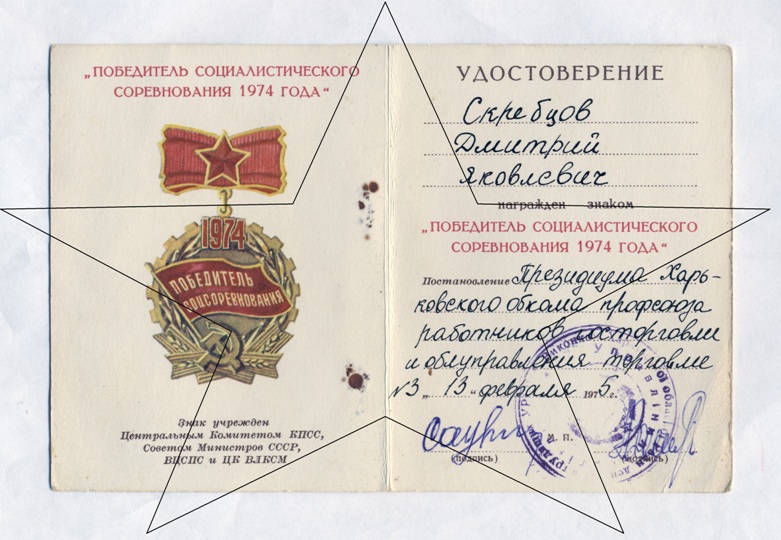 „ПОБЕДИТЕЛЬ СОЦИАЛИСТИЧЕСКОГО
СОРЕВНОВАНИЯ 1974 ГОДА“
1974
ПОБЕДИТЕЛЬ
СОЦСОРЕВНОВАНИЯ
Знак учрежден
Центральным Комитетом КПСС,
Советом Министров СССР,
ВЦСПС и ЦК ВЛКСМ
УДОСТОВЕРЕНИЕ
Скребцов
Дмитрий
Яковлевич
награжден знаком
„ПОБЕДИТЕЛЬ СОЦИАЛИСТИЧЕСКОГО
СОРЕВНОВАНИЯ 1974 ГОДА“
Постановление Президиума Харь-
ковского обкома профсоюза
работников госторговли
и облуправления торговле
№3 „ 13 “ февраля 1975 г.
М. П.
(подпись) (подпись)